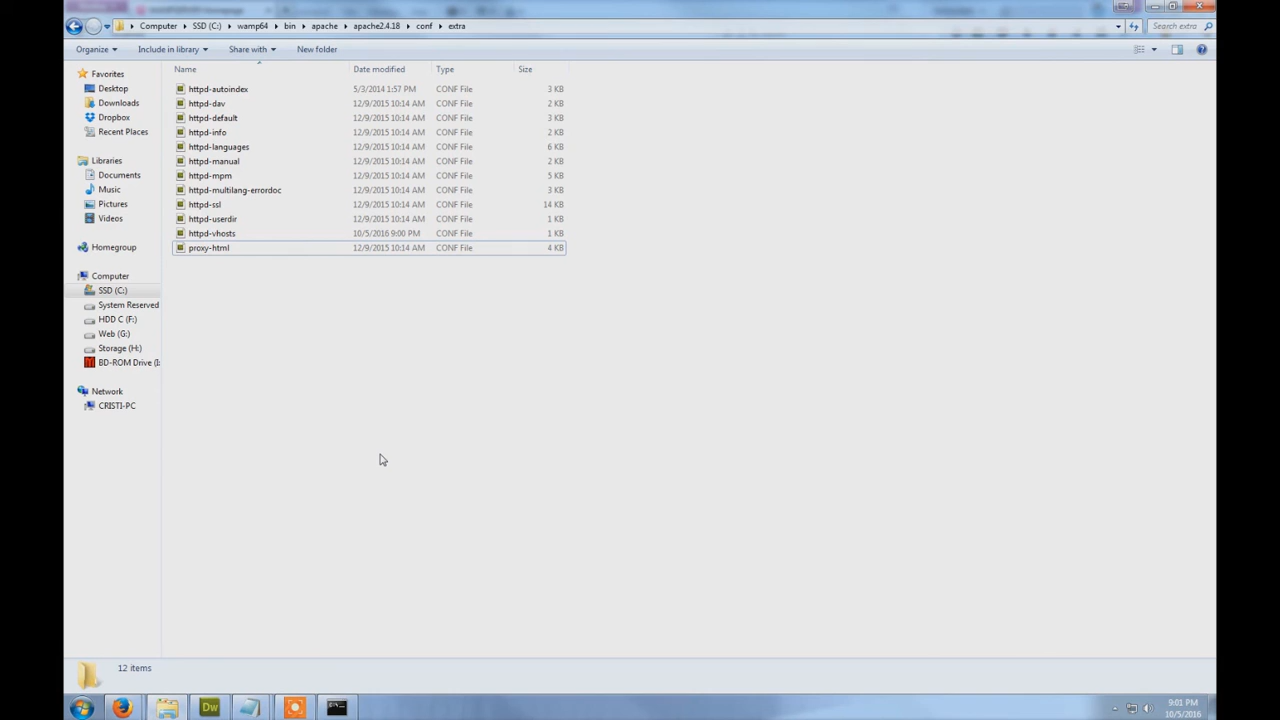 Computer ▸ SSD (C:) ▸ wamp64 ▸ bin ▸ apache ▸ apache2.4.18 ▸ conf ▸ extra
Search extra
Organize Include in library Share with New folder
Name Date modified Type Size
Favorites
Desktop
Downloads
Dropbox
Recent Places
Libraries
Documents
Music
Pictures
Videos
Homegroup
Computer
SSD (C:)
System Reserved
HDD C (F:)
Web (G:)
Storage (H:)
BD-ROM Drive (I:
Network
CRISTI-PC
httpd-autoindex 5/3/2014 1:57 PM CONF File 3 KB
httpd-dav 12/9/2015 10:14 AM CONF File 2 KB
httpd-default 12/9/2015 10:14 AM CONF File 3 KB
httpd-info 12/9/2015 10:14 AM CONF File 2 KB
httpd-languages 12/9/2015 10:14 AM CONF File 6 KB
httpd-manual 12/9/2015 10:14 AM CONF File 2 KB
httpd-mpm 12/9/2015 10:14 AM CONF File 5 KB
httpd-multilang-errordoc 12/9/2015 10:14 AM CONF File 3 KB
httpd-ssl 12/9/2015 10:14 AM CONF File 14 KB
httpd-userdir 12/9/2015 10:14 AM CONF File 1 KB
httpd-vhosts 10/5/2016 9:00 PM CONF File 1 KB
proxy-html 12/9/2015 10:14 AM CONF File 4 KB
12 items
Dw
9:01 PM
10/5/2016